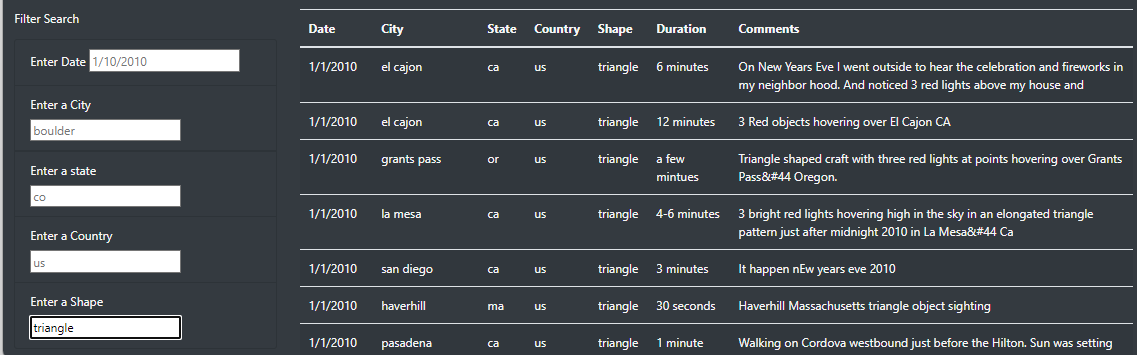 Filter Search
Enter Date 1/10/2010
Enter a City
boulder
Enter a state
co
Enter a Country
us
Enter a Shape
triangle
Date City State Country Shape Duration Comments
1/1/2010 el cajon ca us triangle 6 minutes On New Years Eve I went outside to hear the celebration and fireworks in
my neighbor hood. And noticed 3 red lights above my house and
1/1/2010 el cajon ca us triangle 12 minutes 3 Red objects hovering over El Cajon CA
1/1/2010 grants pass or us triangle a few Triangle shaped craft with three red lights at points hovering over Grants
mintues Pass&#44 Oregon.
1/1/2010 la mesa ca us triangle 4-6 minutes 3 bright red lights hovering high in the sky in an elongated triangle
pattern just after midnight 2010 in La Mesa&#44 Ca
1/1/2010 san diego ca us triangle 3 minutes It happen nEw years eve 2010
1/1/2010 haverhill ma us triangle 30 seconds Haverhill Massachusetts triangle object sighting
1/1/2010 pasadena ca us triangle 1 minute Walking on Cordova westbound just before the Hilton. Sun was setting